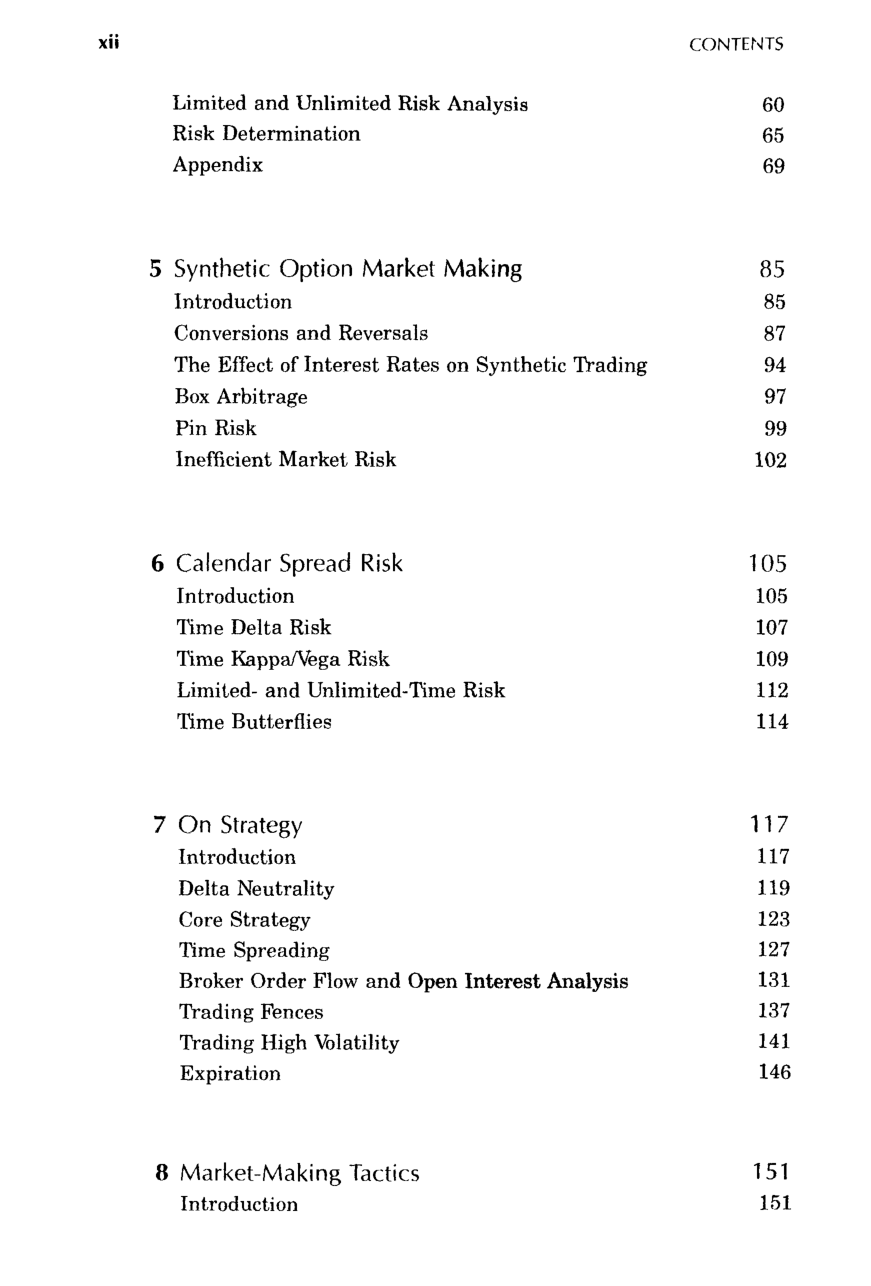 xii CONTENTS
Limited and Unlimited Risk Analysis 60
Risk Determination 65
Appendix 69
5 Synthetic Option Market Making 85
Introduction 85
Conversions and Reversals 87
The Effect of Interest Rates on Synthetic Trading 94
Box Arbitrage 97
Pin Risk 99
Inefficient Market Risk 102
6 Calendar Spread Risk 105
Introduction 105
Time Delta Risk 107
Time Kappa/Vega Risk 109
Limited- and Unlimited-Time Risk 112
Time Butterflies 114
7 On Strategy 117
Introduction 117
Delta Neutrality 119
Core Strategy 123
Time Spreading 127
Broker Order Flow and Open Interest Analysis 131
Trading Fences 137
Trading High Volatility 141
Expiration 146
8 Market-Making Tactics 151
Introduction 151